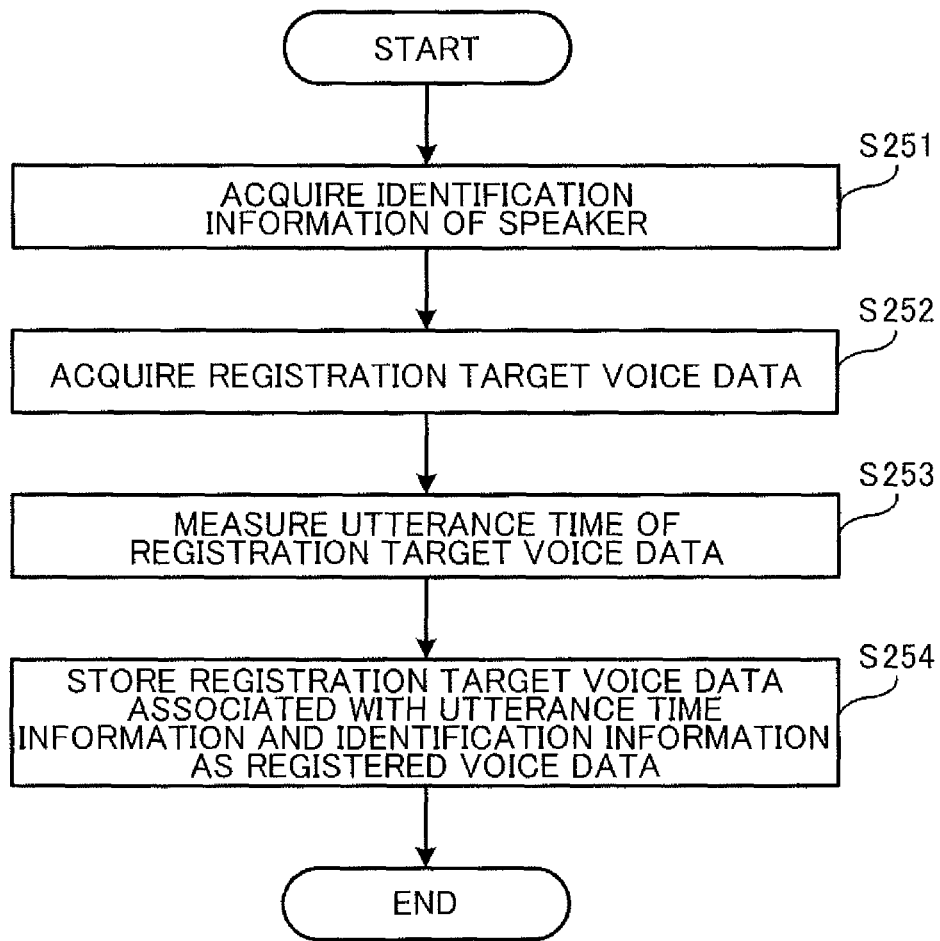 START
S251
ACQUIRE IDENTIFICATION
INFORMATION OF SPEAKER
S252
ACQUIRE REGISTRATION TARGET VOICE DATA
S253
MEASURE UTTERANCE TIME OF
REGISTRATION TARGET VOICE DATA
S254
STORE REGISTRATION TARGET VOICE DATA
ASSOCIATED WITH UTTERANCE TIME
INFORMATION AND IDENTIFICATION INFORMATION
AS REGISTERED VOICE DATA
END